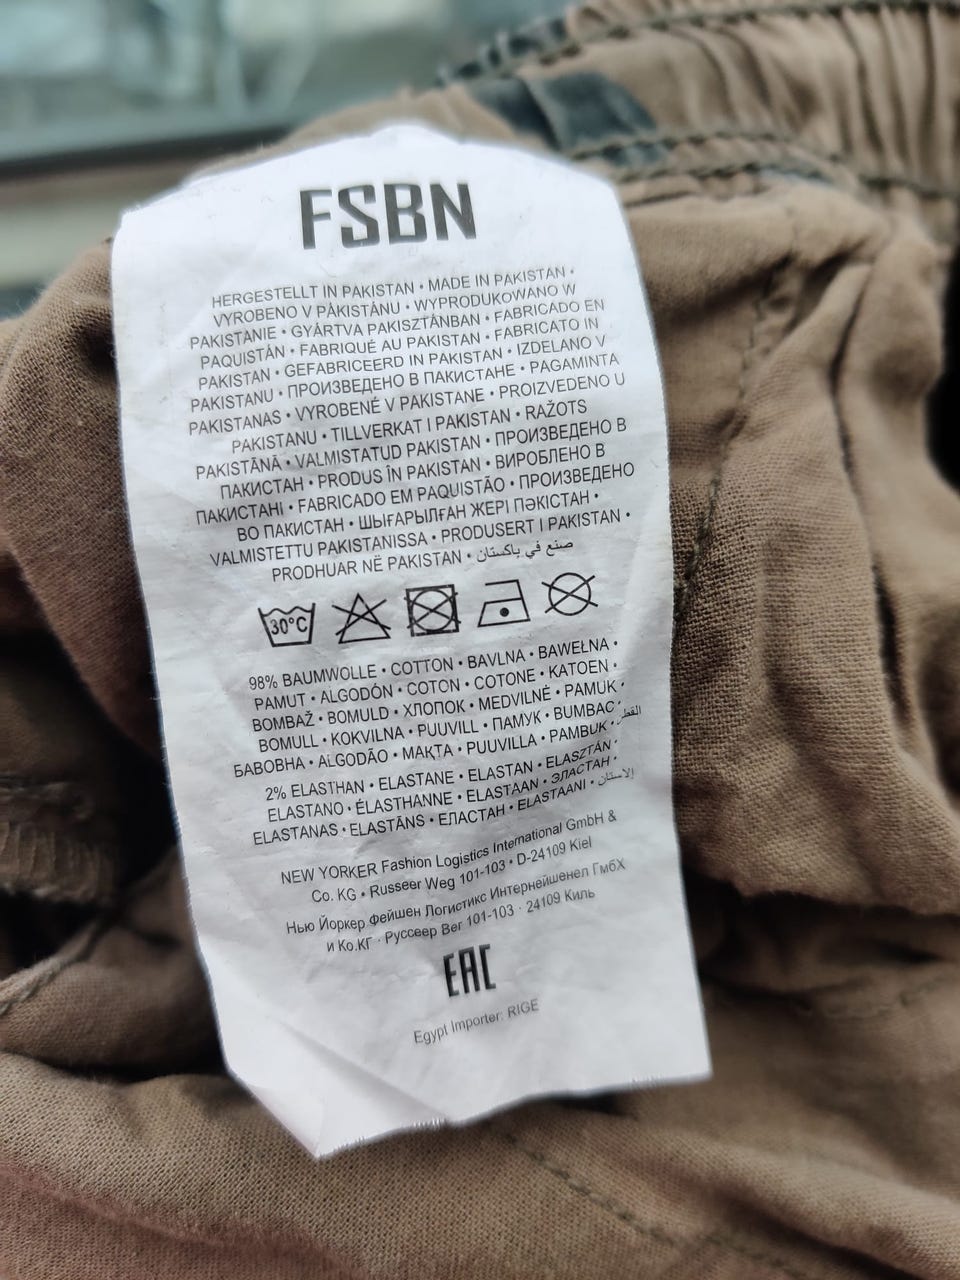 FSBN
HERGESTELLT IN PAKISTAN • MADE IN PAKISTAN •
VYROBENO V PÁKISTÁNU • WYPRODUKOWANO W
PAKISTANIE • GYÁRTVA PAKISZTÁNBAN • FABRICADO EN
PAQUISTÁN • FABRIQUÉ AU PAKISTAN • FABRICATO IN
PAKISTAN • GEFABRICEERD IN PAKISTAN • IZDELANO V
PAKISTANU • ПРОИЗВЕДЕНО В ПАКИСТАНЕ • PAGAMINTA
PAKISTANAS • VYROBENÉ V PAKISTANE • PROIZVEDENO U
PAKISTANU • TILLVERKAT I PAKISTAN • RAŽOTS
PAKISTĀNĀ • VALMISTATUD PAKISTAN • ПРОИЗВЕДЕНО В
ПАКИСТАН • PRODUS ÎN PAKISTAN • ВИРОБЛЕНО В
ПАКИСТАНІ • FABRICADO EM PAQUISTÃO • ПРОИЗВЕДЕНО
ВО ПАКИСТАН • ШЫҒАРЫЛҒАН ЖЕРІ ПӘКІСТАН •
VALMISTETTU PAKISTANISSA • PRODUSERT I PAKISTAN •
PRODHUAR NË PAKISTAN • صنع في باكستان
30°C
98% BAUMWOLLE • COTTON • BAVLNA • BAWEŁNA •
PAMUT • ALGODÓN • COTON • COTONE • KATOEN •
BOMBAŽ • BOMULD • ХЛОПОК • MEDVILNĖ • PAMUK •
BOMULL • KOKVILNA • PUUVILL • ПАМУК • BUMBAC •
БАВОВНА • ALGODÃO • МАҚТА • PUUVILLA • PAMBUK • القطن
2% ELASTHAN • ELASTANE • ELASTAN • ELASZTÁN •
ELASTANO • ÉLASTHANNE • ELASTAAN • ЭЛАСТАН •
ELASTANAS • ELASTĀNS • ЕЛАСТАН • ELASTAANI • الاستان
NEW YORKER Fashion Logistics International GmbH &
Co. KG • Russeer Weg 101-103 • D-24109 Kiel
Нью Йоркер Фейшен Логистикс Интернейшенел ГмбХ
и Ко.КГ · Руссеер Вег 101-103 · 24109 Киль
EAC
Egypt Importer: RIGE